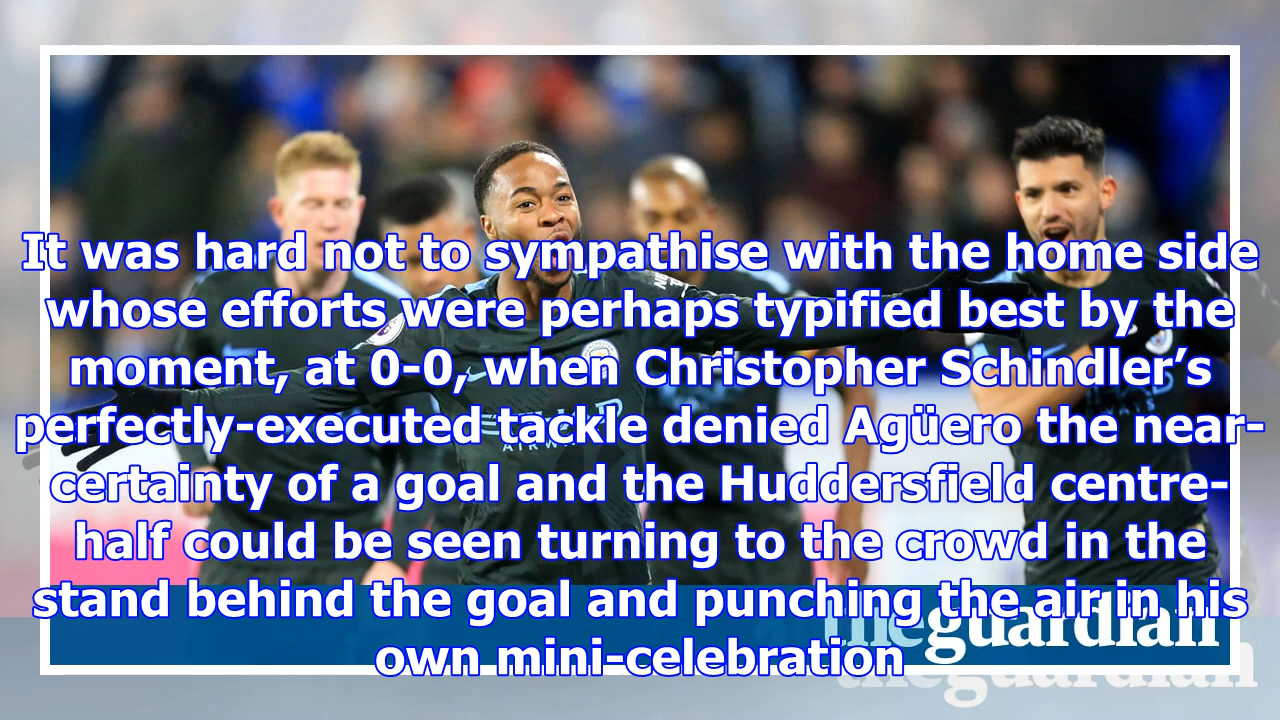 It was hard not to sympathise with the home side
whose efforts were perhaps typified best by the
moment, at 0-0, when Christopher Schindler’s
perfectly-executed tackle denied Agüero the near-
certainty of a goal and the Huddersfield centre-
half could be seen turning to the crowd in the
stand behind the goal and punching the air in his
own mini-celebration
theguardian
theguardian